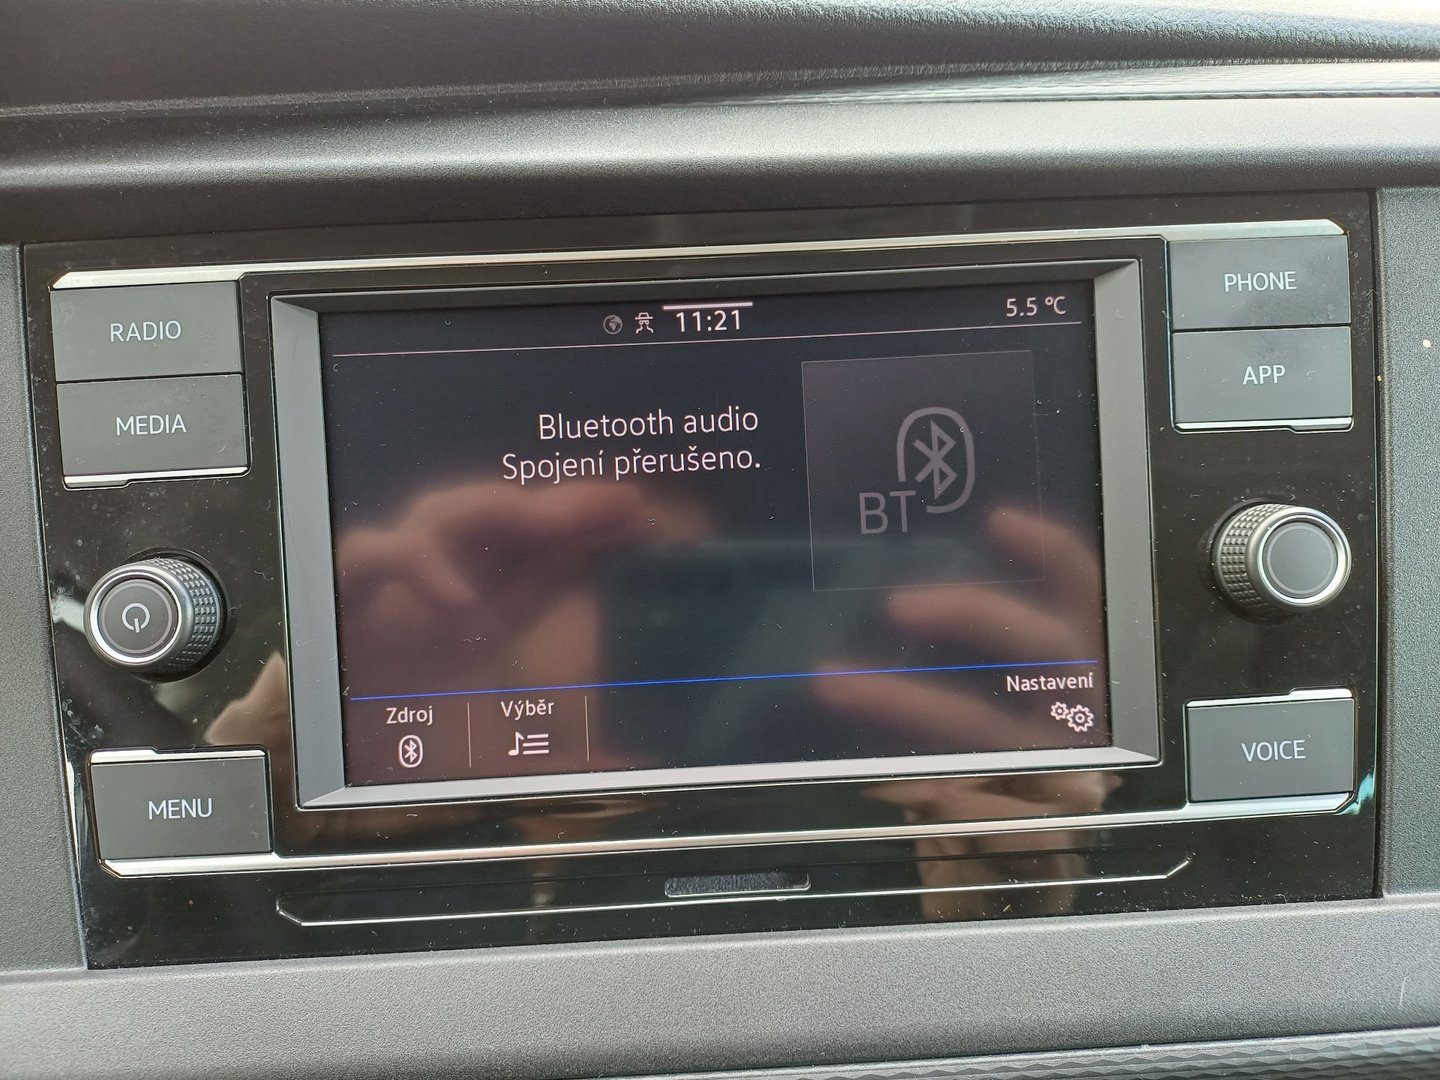 RADIO
MEDIA
MENU
11:21
5.5 °C
Bluetooth audio
Spojení přerušeno.
BT
Zdroj
Výběr
Nastavení
PHONE
APP
VOICE